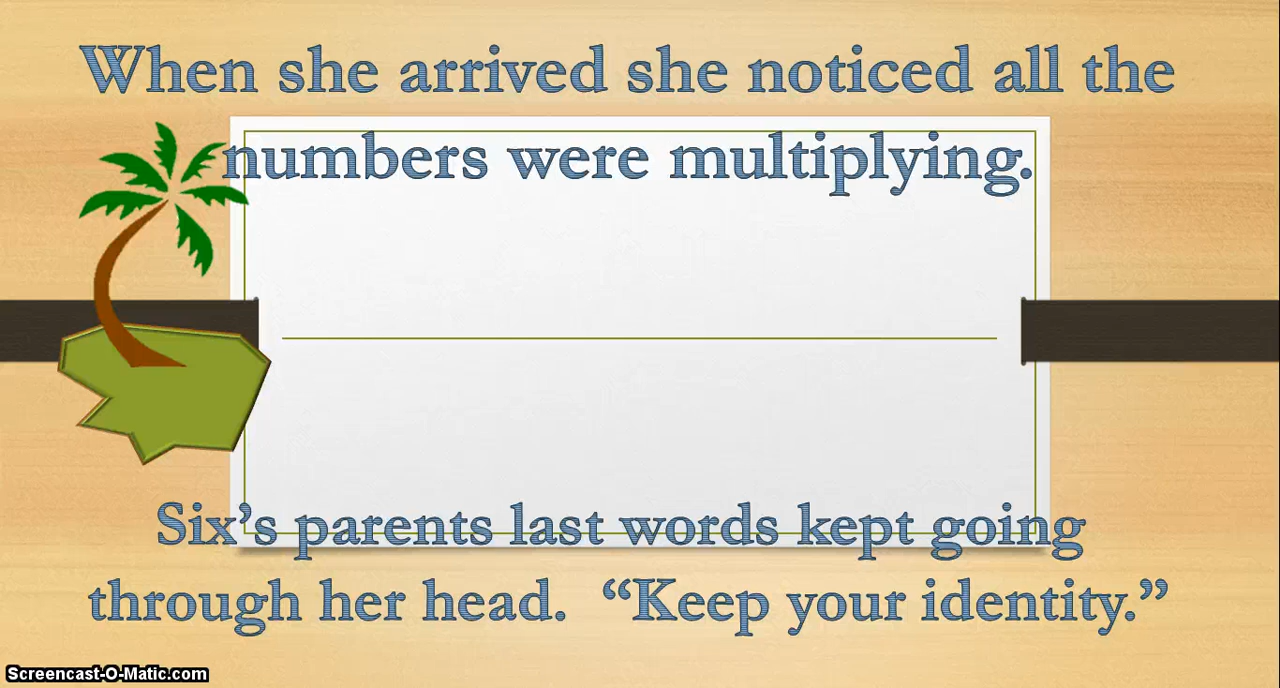 When she arrived she noticed all the
numbers were multiplying.
Six’s parents last words kept going
through her head.  “Keep your identity.”
Screencast-O-Matic.com